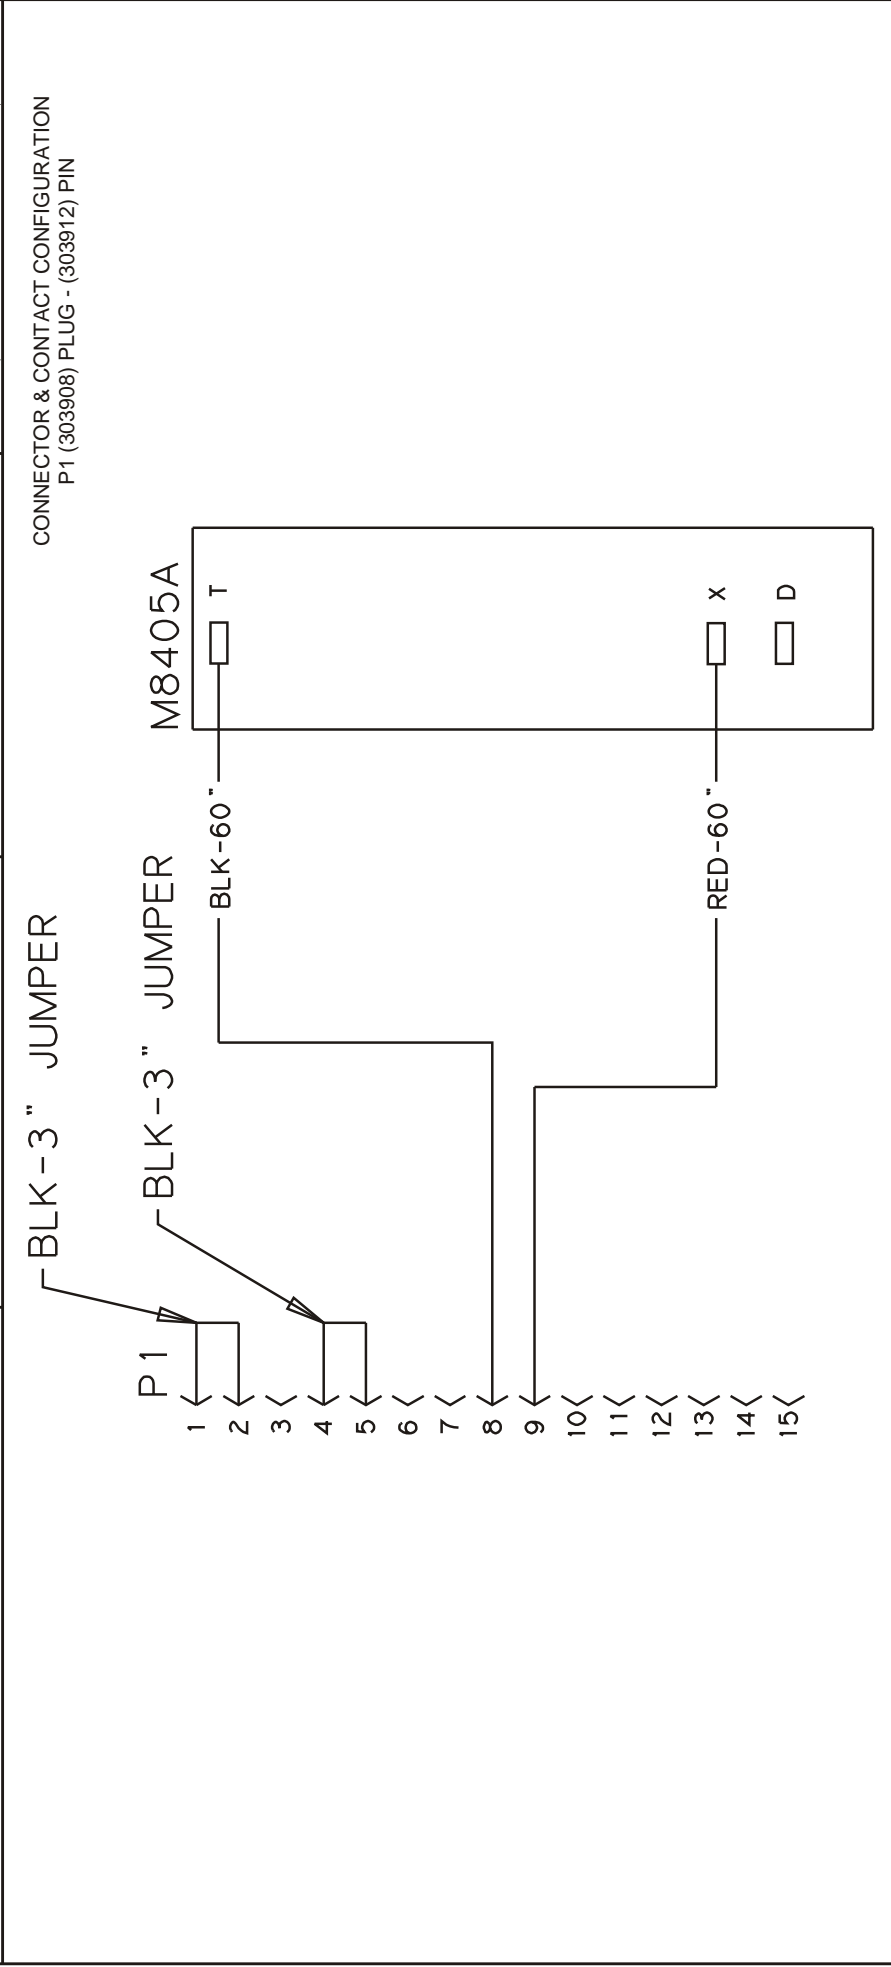 CONNECTOR & CONTACT CONFIGURATION
P1 (303908) PLUG - (303912) PIN
BLK-3" JUMPER
BLK-3" JUMPER
P1
M8405A
1
2
3
4
5
6
7
8
9
10
11
12
13
14
15
BLK-60"
T
RED-60"
X
D